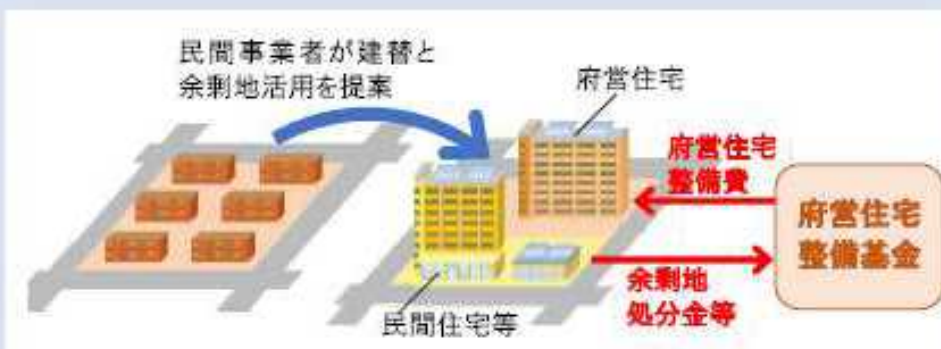 民間事業者が建替と
余剰地活用を提案
府営住宅
府営住宅
整備費
府営住宅
整備基金
余剰地
処分金等
民間住宅等